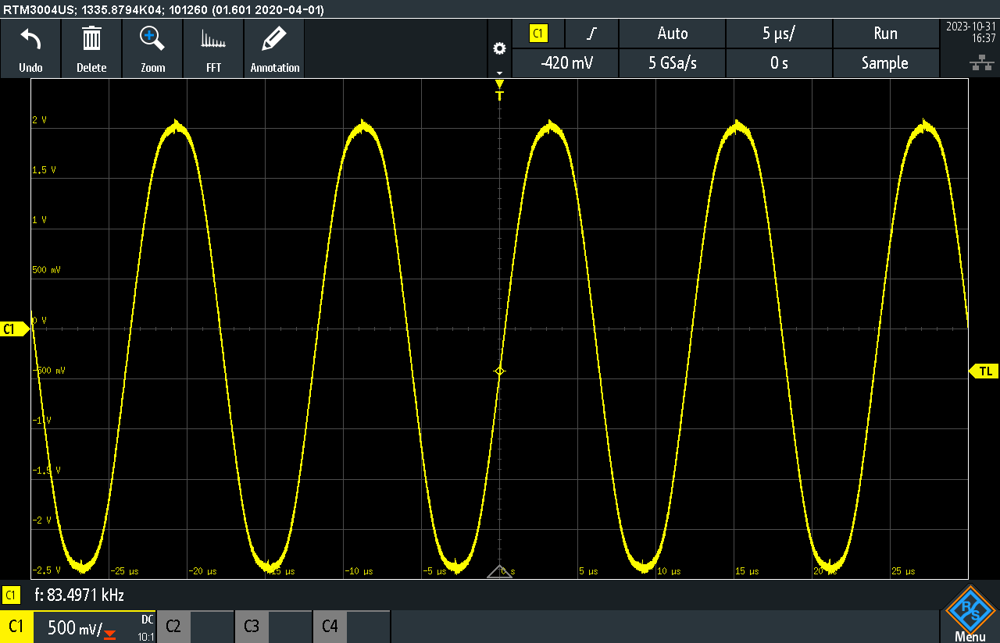 RTM3004US; 1335.8794K04; 101260 (01.601 2020-04-01)
Undo
Delete
Zoom
FFT
Annotation
C1
Auto
5 µs/
Run
2023-10-31
16:37
-420 mV
5 GSa/s
0 s
Sample
T
2 V
1.5 V
1 V
500 mV
0 V
C1
-500 mV
TL
-1 V
-1.5 V
-2 V
-2.5 V
-25 µs
-20 µs
-15 µs
-10 µs
-5 µs
0 s
5 µs
10 µs
15 µs
20 µs
25 µs
C1
f: 83.4971 kHz
C1
500 mV/
DC
10:1
C2
C3
C4
R
S
Menu